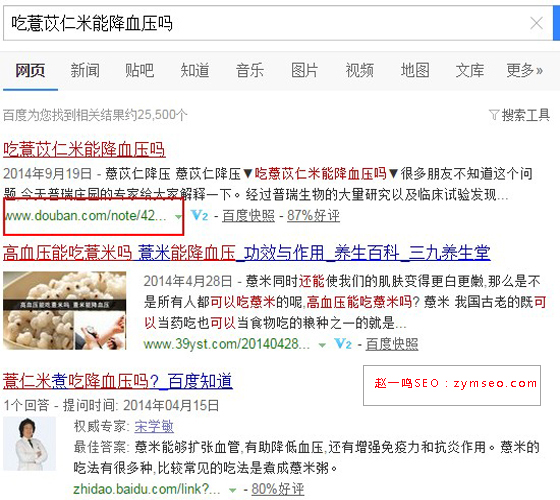 吃薏苡仁米能降血压吗
网页 新闻 贴吧 知道 音乐 图片 视频 地图 文库 更多»
百度为您找到相关结果约25,500个 搜索工具
吃薏苡仁米能降血压吗
2014年9月19日 - 薏苡仁降压 薏苡仁降压▼吃薏苡仁米能降血压吗▼很多朋友不知道这个问
题,今天普瑞庄园的专家给大家解释一下。经过普瑞生物的大量研究以及临床试验发现...
www.douban.com/note/42... V2 - 百度快照 - 87%好评
高血压能吃薏米吗 薏米能降血压_功效与作用_养生百科_三九养生堂
高血压能吃薏米吗 薏米能降血压
2014年4月28日 - 薏米同时还能使我们的肌肤变得更白更嫩,那么是不
是所有人都可以吃薏米的呢,高血压能吃薏米吗? 薏米 我国古老的既可
以当药吃也可以当食物吃的粮种之一的就是...
www.39yst.com/20140428... V2 - 百度快照
薏仁米煮吃降血压吗?_百度知道
1个回答 - 提问时间: 2014年04月15日
赵一鸣SEO：zymseo.com
权威专家: 宋学敏
最佳答案: 薏米能够扩张血管,有助降低血压,还有增强免疫力和抗炎作用。薏米的
吃法有很多种,比较常见的吃法是煮成薏米粥。
zhidao.baidu.com/link?... - 80%好评